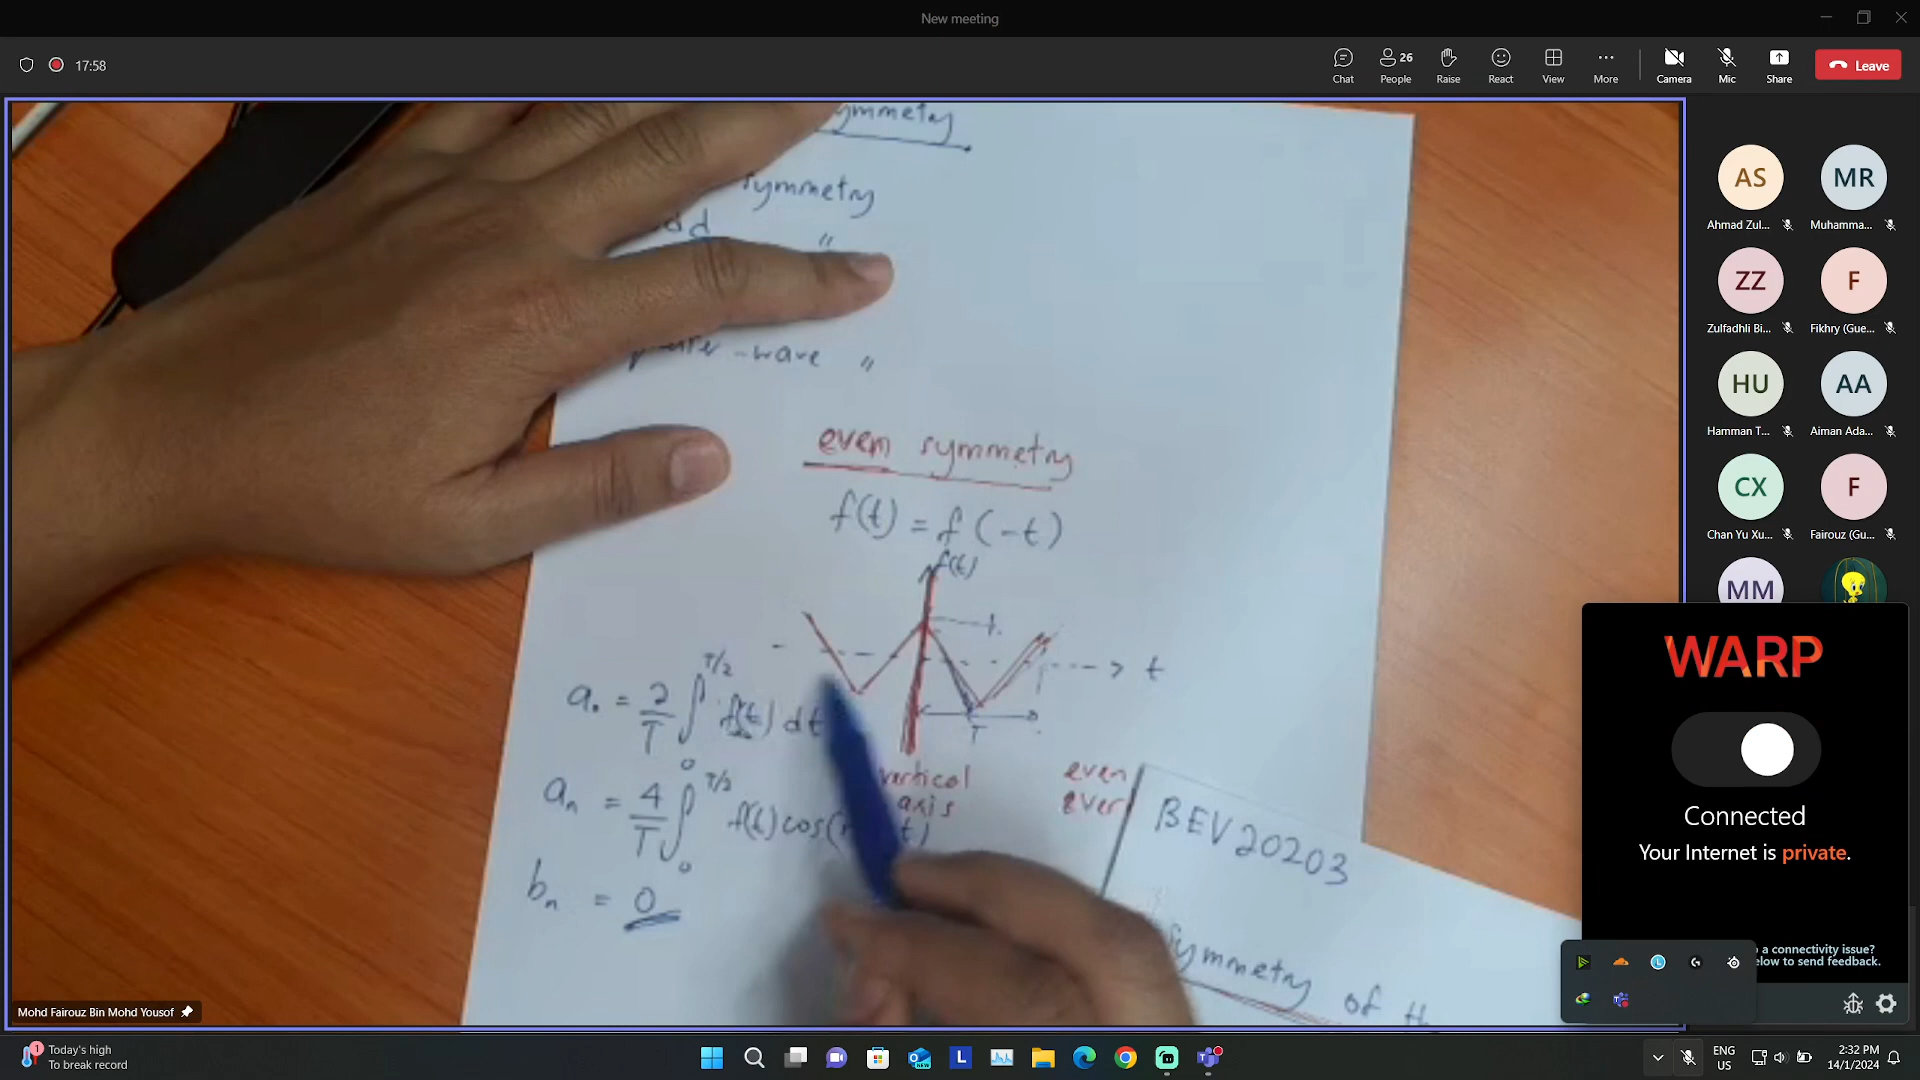 New meeting
17:58
Chat
26
People
Raise
React
View
More
Camera
Mic
Share
Leave
symmetry
"
-wave "
even symmetry
f(t) = f(-t)
f(t)
t
T
a₀ = 2/T ∫ T/2 0 f(t) dt
aₙ = 4/T ∫ T/2 0 f(t) cos( t)
bₙ = 0
vertical
axis
even
BEV 20203
Symmetry of
AS
MR
Ahmad Zul...
Muhamma...
ZZ
F
Zulfadhli Bi...
Fikhry (Gue...
HU
AA
Hamman T...
Aiman Ada...
CX
F
Chan Yu Xu...
Fairouz (Gu...
MM
WARP
Connected
Your Internet is private.
a connectivity issue?
elow to send feedback.
Mohd Fairouz Bin Mohd Yousof
1
Today's high
To break record
NEW
L
ENG
US
2:32 PM
14/1/2024